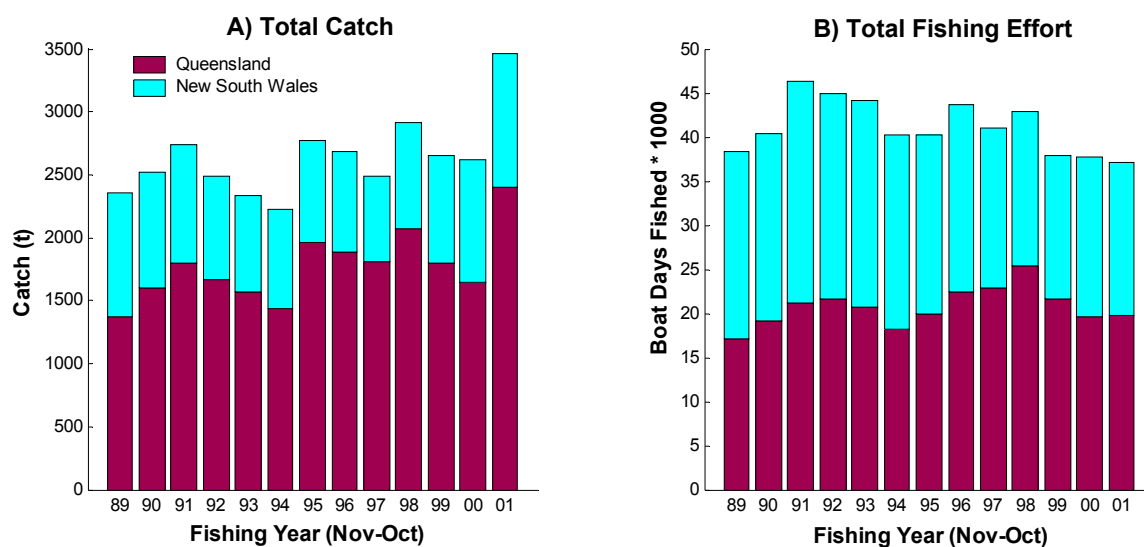 A) Total Catch
3500
3000
2500
2000
1500
1000
500
0
Catch (t)
Queensland
New South Wales
89 90 91 92 93 94 95 96 97 98 99 00 01
Fishing Year (Nov-Oct)
B) Total Fishing Effort
50
45
40
35
30
25
20
15
10
5
0
Boat Days Fished * 1000
89 90 91 92 93 94 95 96 97 98 99 00 01
Fishing Year (Nov-Oct)